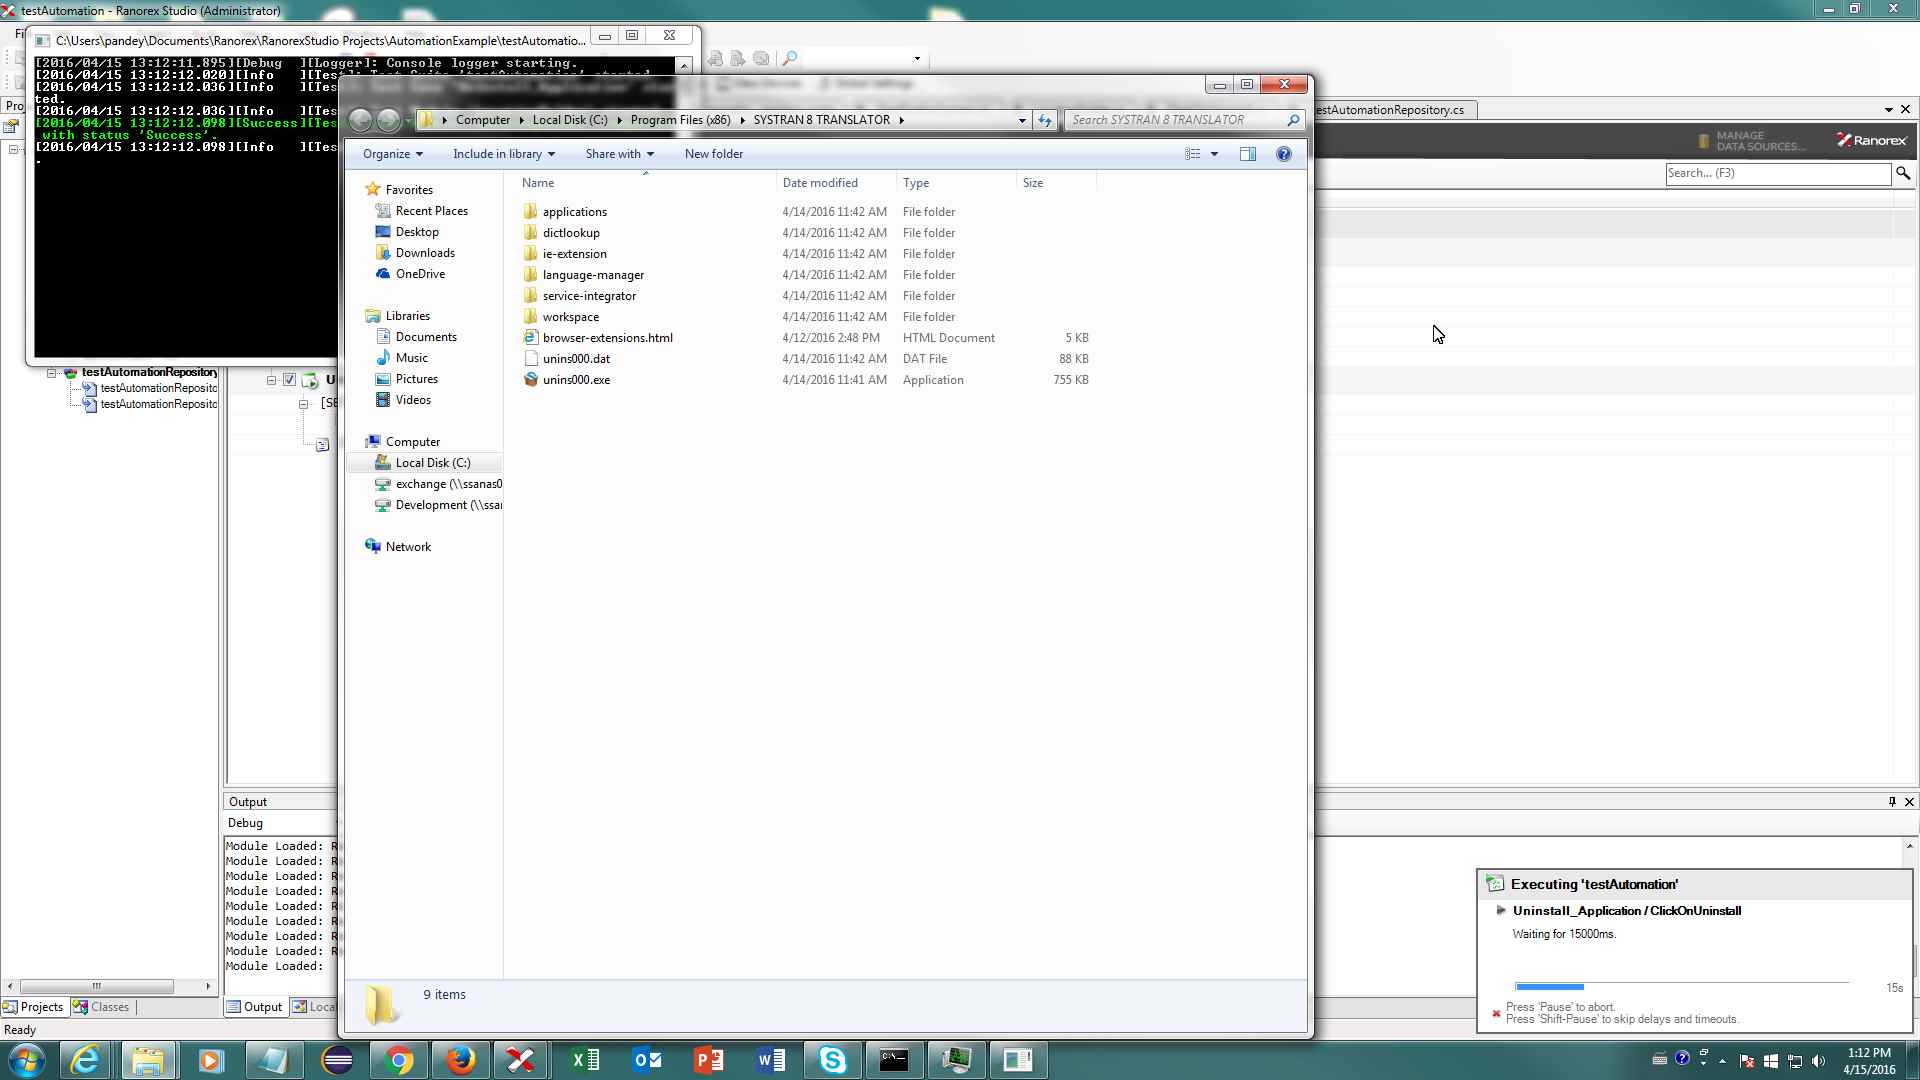 testAutomation - Ranorex Studio (Administrator)
C:\Users\pandey\Documents\Ranorex\RanorexStudio Projects\AutomationExample\testAutomatio...
[2016/04/15 13:12:11.895][Debug ][Logger]: Console logger starting.
[2016/04/15 13:12:12.020][Info ][Test]: Test Suite 'testAutomation' started
[2016/04/15 13:12:12.036][Info ][Tes
ted.
[2016/04/15 13:12:12.036][Info ][Tes
[2016/04/15 13:12:12.098][Success][Tes
with status 'Success'.
[2016/04/15 13:12:12.098][Info ][Tes
.
Computer
Local Disk (C:)
Program Files (x86)
SYSTRAN 8 TRANSLATOR
Search SYSTRAN 8 TRANSLATOR
Organize
Include in library
Share with
New folder
Name
Date modified
Type
Size
applications 4/14/2016 11:42 AM File folder
dictlookup 4/14/2016 11:42 AM File folder
ie-extension 4/14/2016 11:42 AM File folder
language-manager 4/14/2016 11:42 AM File folder
service-integrator 4/14/2016 11:42 AM File folder
workspace 4/14/2016 11:42 AM File folder
browser-extensions.html 4/12/2016 2:48 PM HTML Document 5 KB
unins000.dat 4/14/2016 11:42 AM DAT File 88 KB
unins000.exe 4/14/2016 11:41 AM Application 755 KB
Favorites
Recent Places
Desktop
Downloads
OneDrive
Libraries
Documents
Music
Pictures
Videos
Computer
Local Disk (C:)
exchange (\\ssanas0
Development (\\ssan
Network
9 items
estAutomationRepository.cs
MANAGE
DATA SOURCES...
Ranorex
Search... (F3)
Proj
testAutomationRepository
testAutomationReposito
testAutomationReposito
[SE
Output
Debug
Module Loaded: R
Module Loaded: R
Module Loaded: R
Module Loaded: R
Module Loaded: R
Module Loaded: R
Module Loaded: R
Module Loaded: R
Module Loaded:
Projects
Classes
Output
Local
Ready
Executing 'testAutomation'
Uninstall_Application / ClickOnUninstall
Waiting for 15000ms.
15s
Press 'Pause' to abort.
Press 'Shift-Pause' to skip delays and timeouts.
1:12 PM
4/15/2016